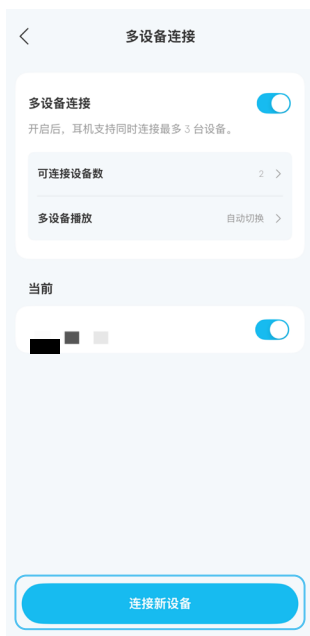 多设备连接
多设备连接
开启后，耳机支持同时连接最多 3 台设备。
可连接设备数 2
多设备播放 自动切换
当前
连接新设备